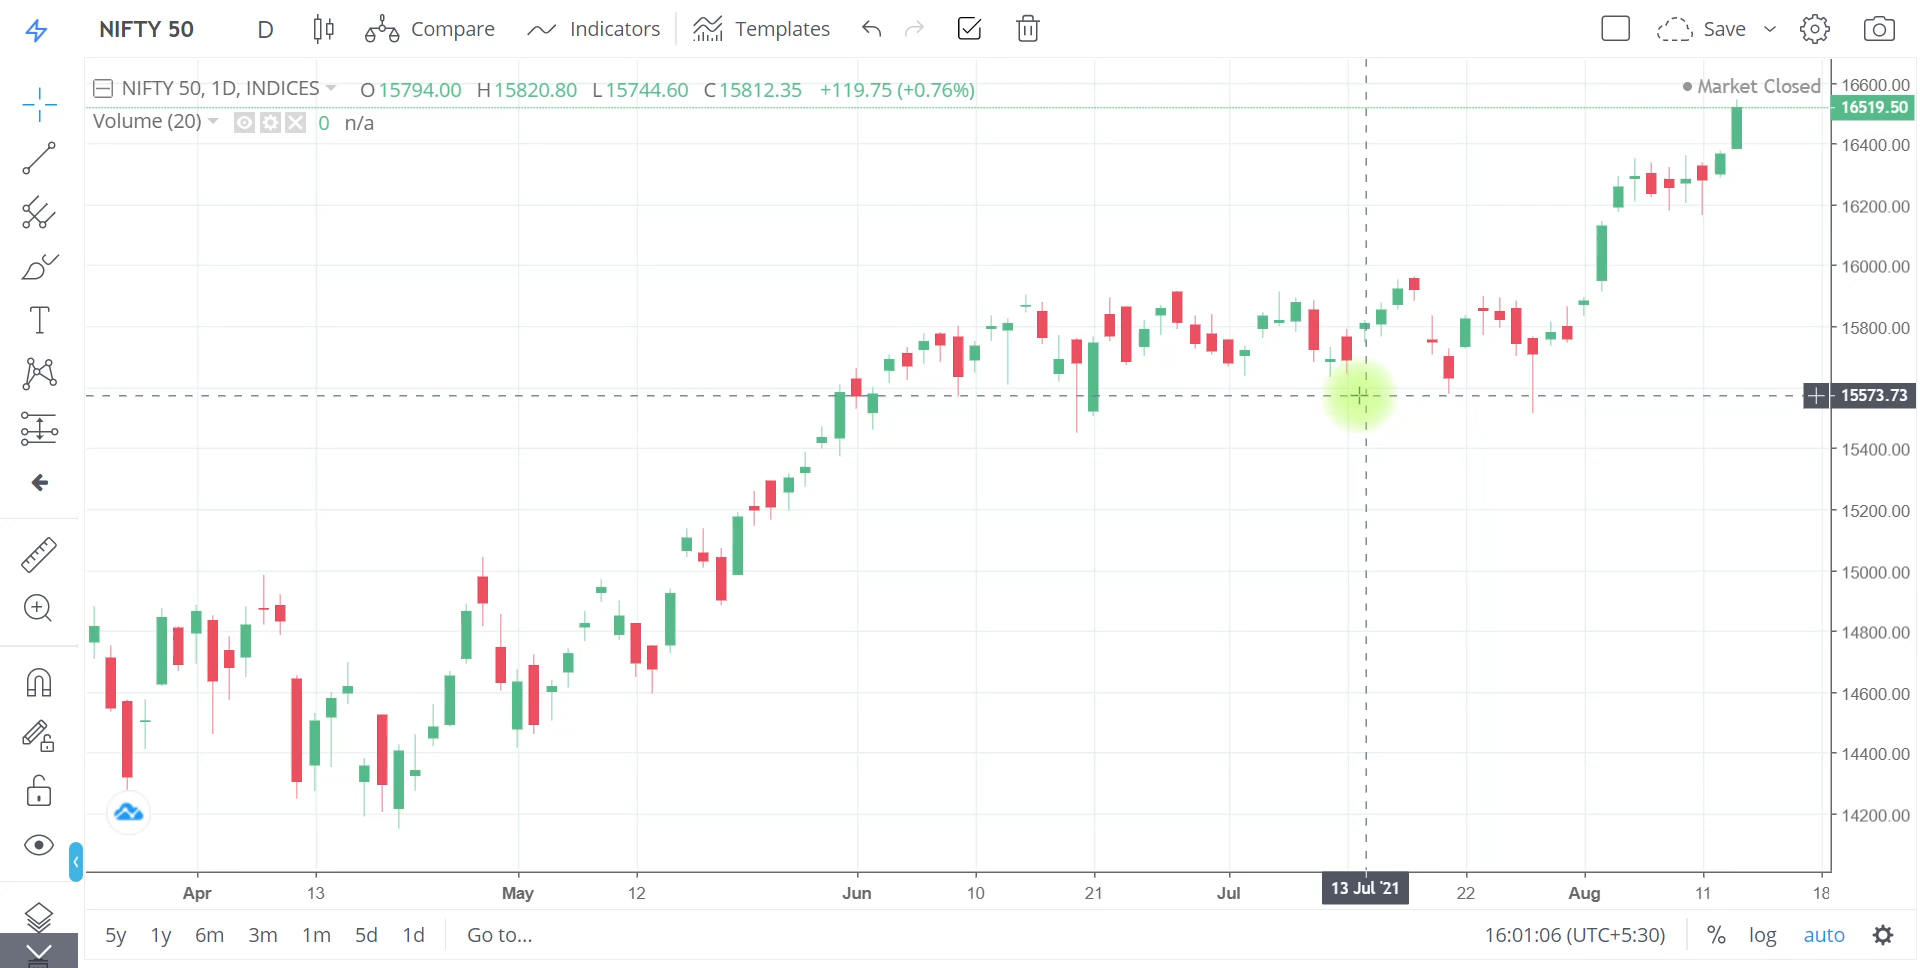 NIFTY 50 D Compare Indicators Templates Save
NIFTY 50, 1D, INDICES O 15794.00 H 15820.80 L 15744.60 C 15812.35 +119.75 (+0.76%)
Market Closed
Volume (20) 0 n/a
16600.00
16519.50
16400.00
16200.00
16000.00
15800.00
15573.73
15400.00
15200.00
15000.00
14800.00
14600.00
14400.00
14200.00
Apr 13 May 12 Jun 10 21 Jul 13 Jul '21 22 Aug 11 18
5y 1y 6m 3m 1m 5d 1d Go to... 16:01:06 (UTC+5:30) % log auto